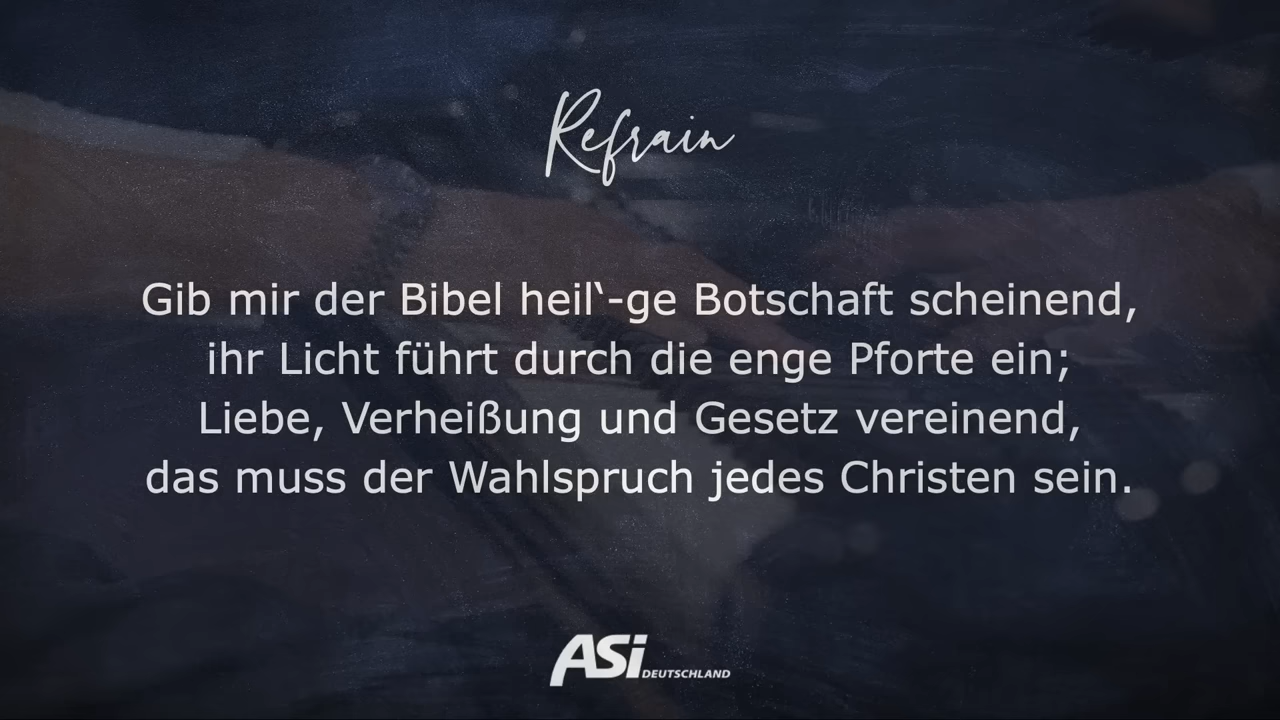 Refrain
Gib mir der Bibel heil‘-ge Botschaft scheinend,
ihr Licht führt durch die enge Pforte ein;
Liebe, Verheißung und Gesetz vereinend,
das muss der Wahlspruch jedes Christen sein.
ASi DEUTSCHLAND